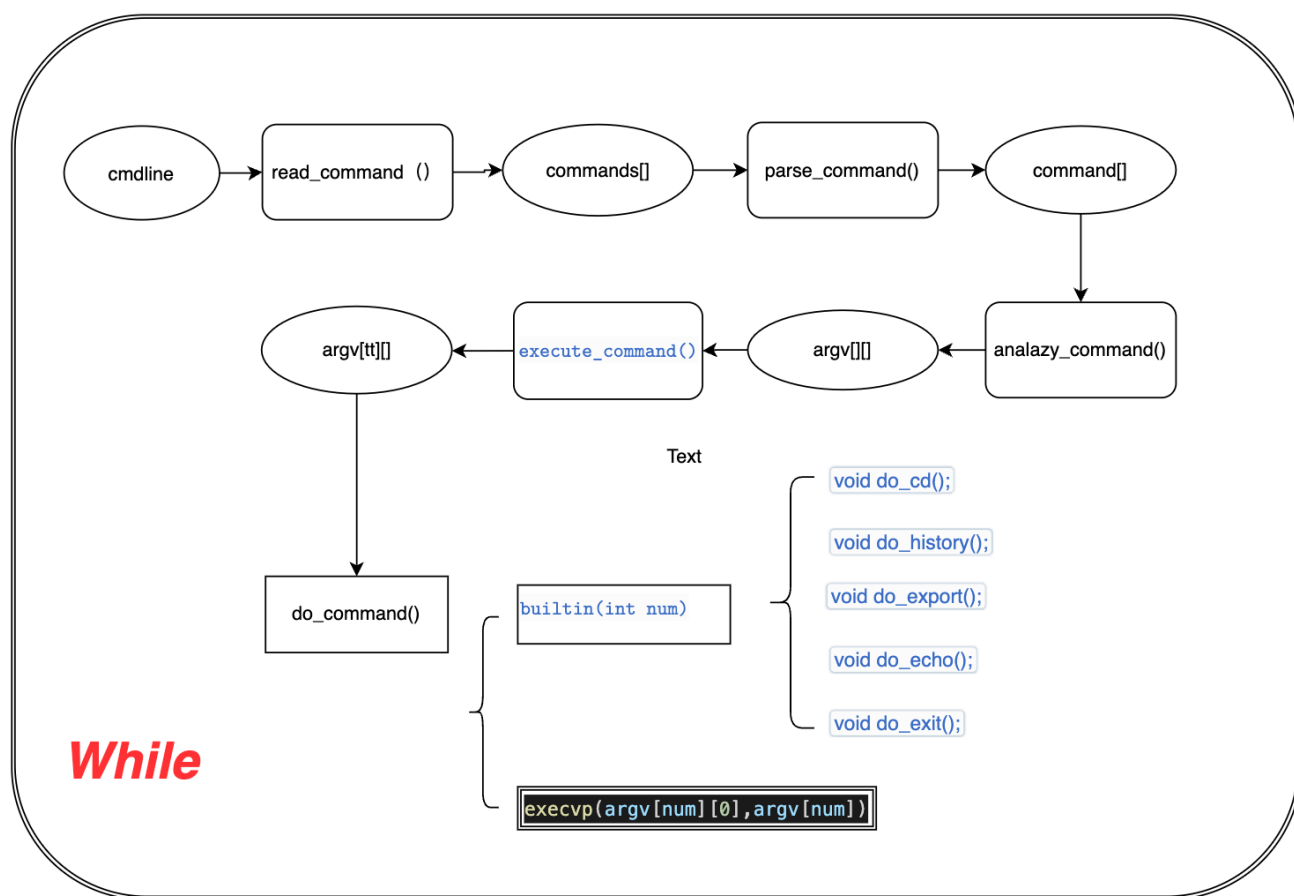 cmdline
read_command ()
commands[]
parse_command()
command[]
argv[tt][]
execute_command()
argv[][]
analazy_command()
Text
void do_cd();
void do_history();
do_command()
builtin(int num)
void do_export();
void do_echo();
void do_exit();
While
execvp(argv[num][0],argv[num])